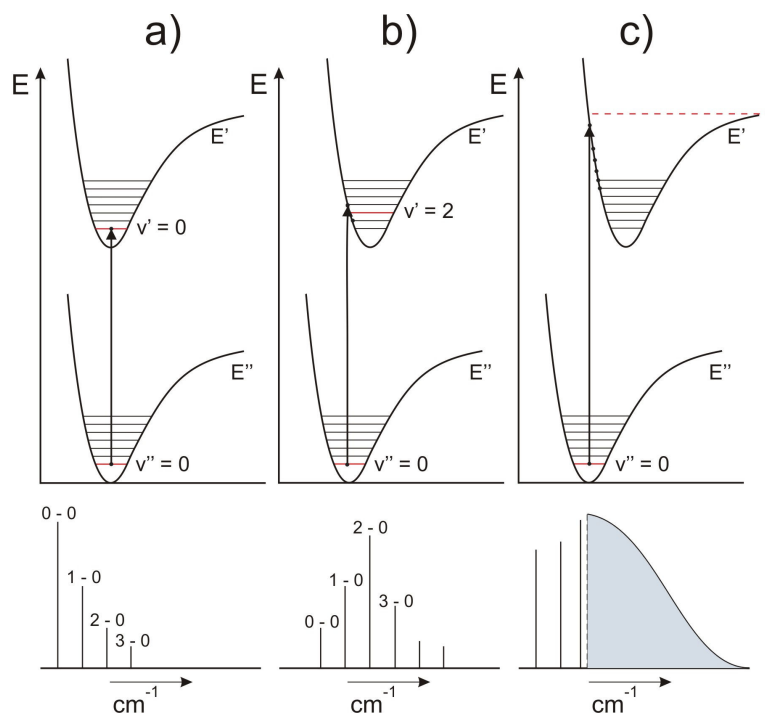 a)
b)
c)
E
E'
v' = 0
E''
v'' = 0
E
E'
v' = 2
E''
v'' = 0
E
E'
E''
v'' = 0
0 - 0
1 - 0
2 - 0
3 - 0
cm-1
0 - 0
1 - 0
2 - 0
3 - 0
cm-1
cm-1